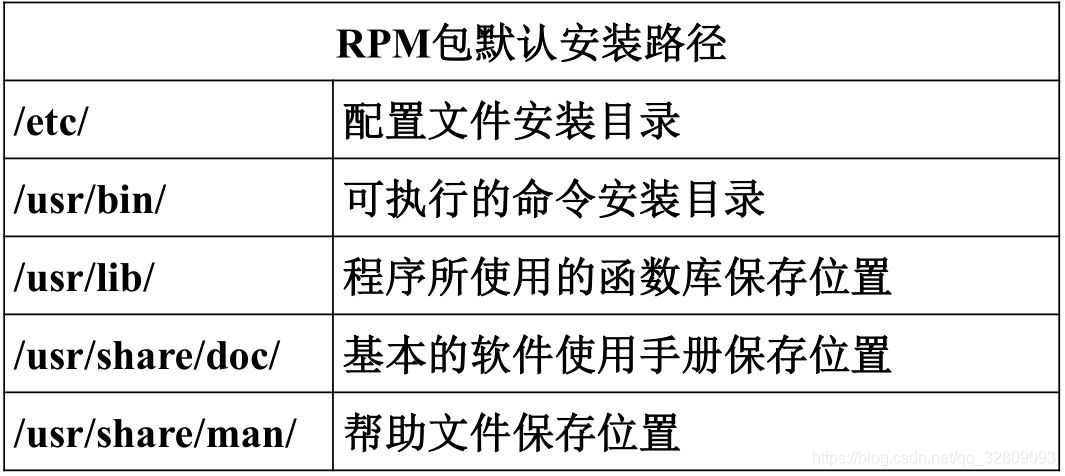 RPM包默认安装路径
/etc/ 配置文件安装目录
/usr/bin/ 可执行的命令安装目录
/usr/lib/ 程序所使用的函数库保存位置
/usr/share/doc/ 基本的软件使用手册保存位置
/usr/share/man/ 帮助文件保存位置
https://blog.csdn.net/qq_32809093